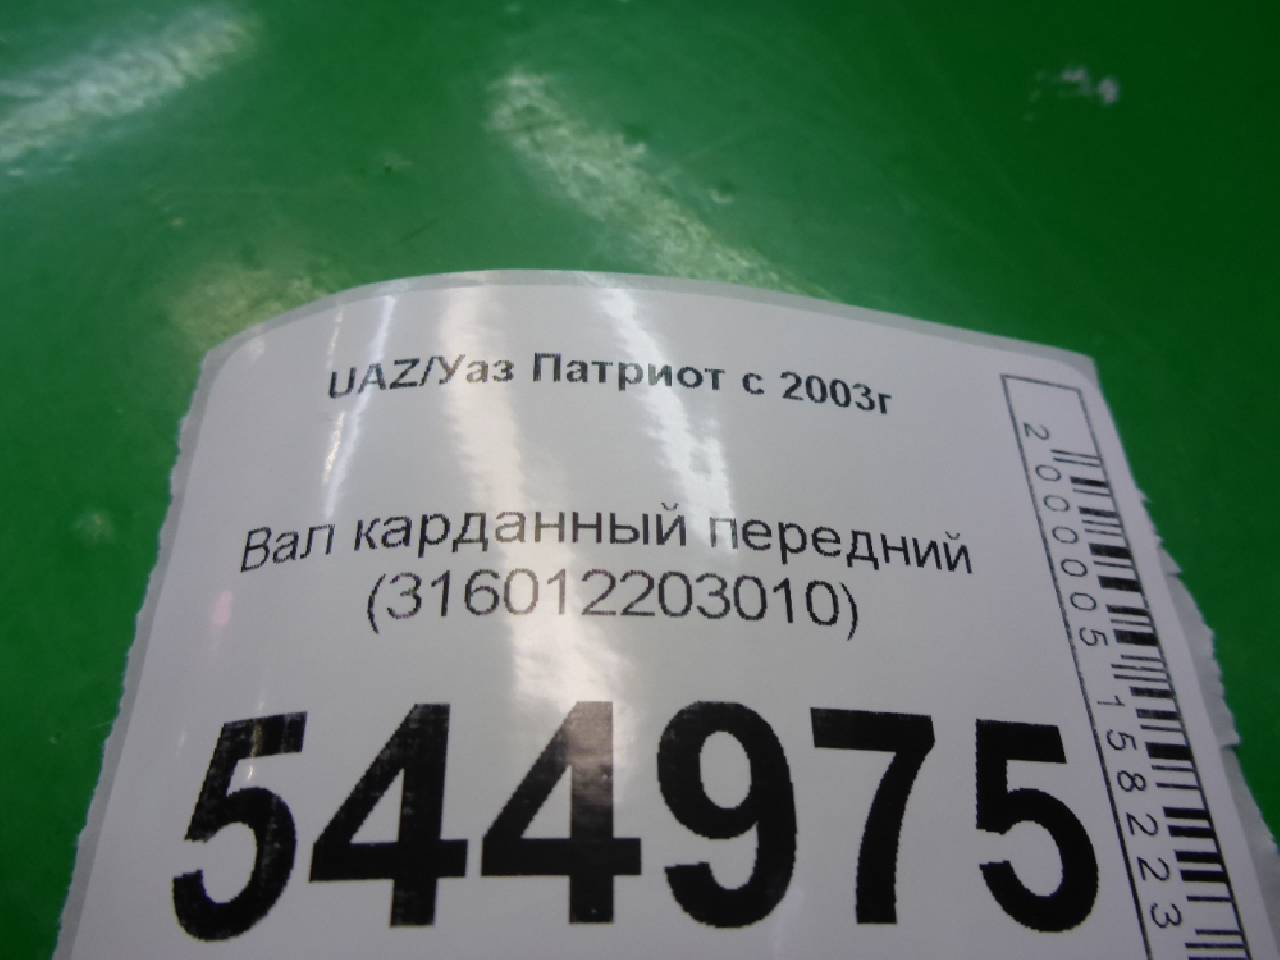 UAZ/Уаз Патриот с 2003г
Вал карданный передний
(316012203010)
544975
2000005158223